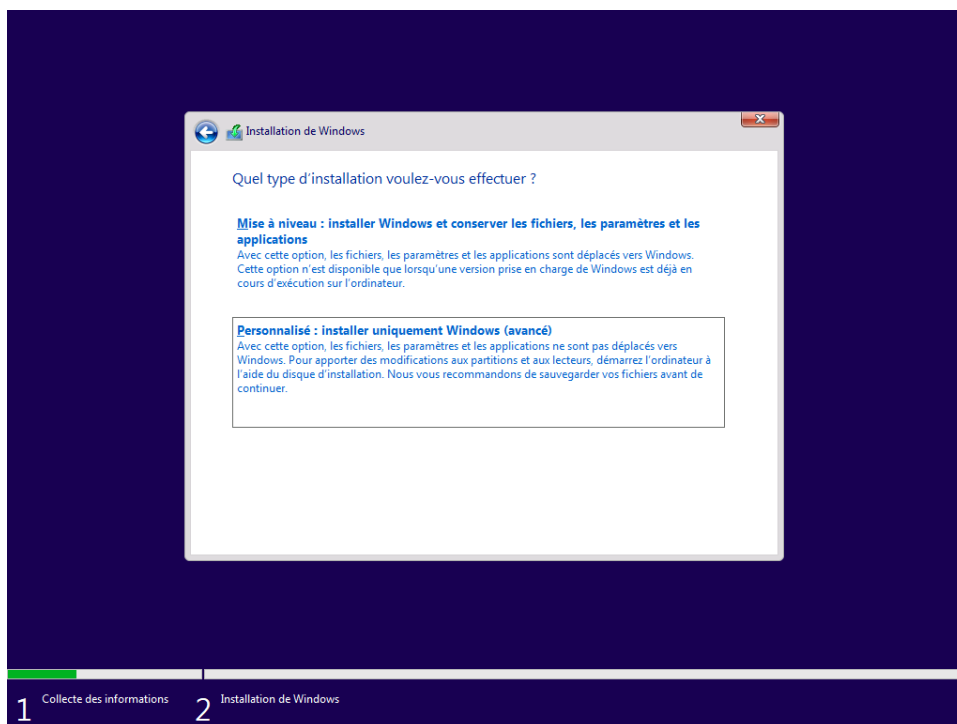 Installation de Windows
Quel type d'installation voulez-vous effectuer ?
Mise à niveau : installer Windows et conserver les fichiers, les paramètres et les
applications
Avec cette option, les fichiers, les paramètres et les applications sont déplacés vers Windows.
Cette option n'est disponible que lorsqu'une version prise en charge de Windows est déjà en
cours d'exécution sur l'ordinateur.
Personnalisé : installer uniquement Windows (avancé)
Avec cette option, les fichiers, les paramètres et les applications ne sont pas déplacés vers
Windows. Pour apporter des modifications aux partitions et aux lecteurs, démarrez l'ordinateur à
l'aide du disque d'installation. Nous vous recommandons de sauvegarder vos fichiers avant de
continuer.
1 Collecte des informations 2 Installation de Windows